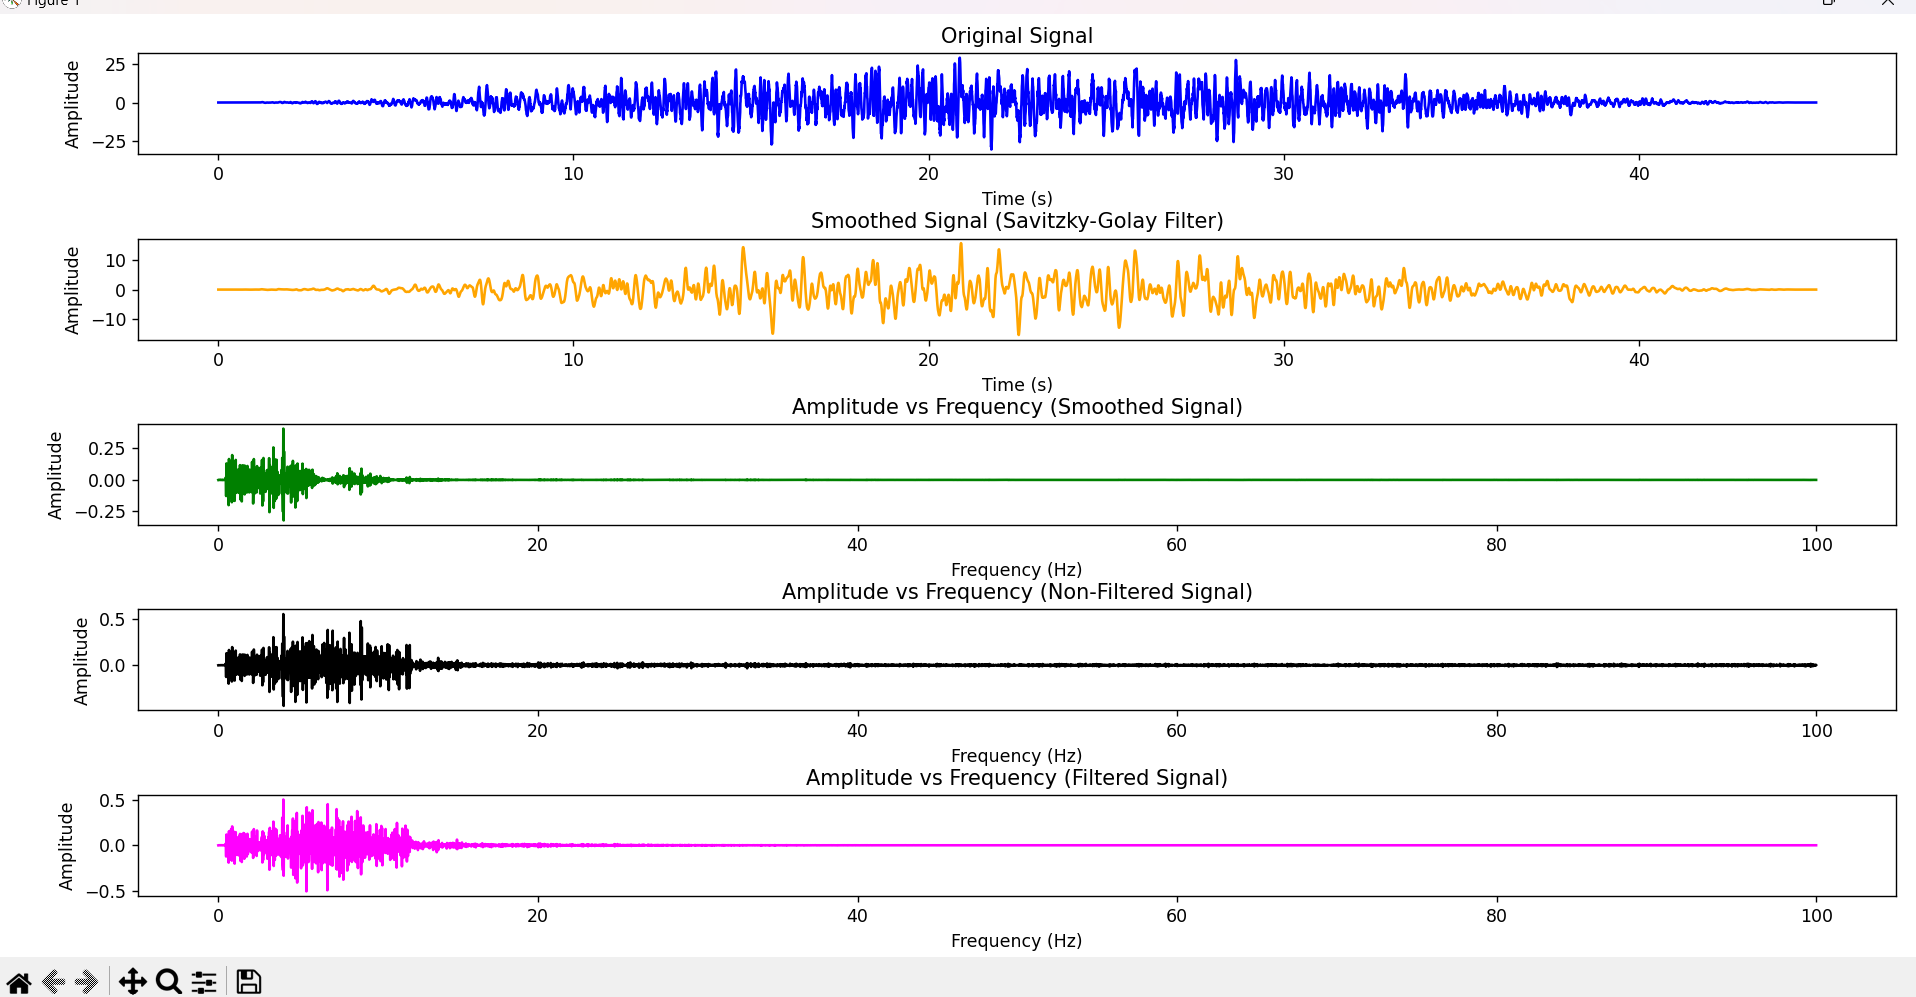 Figure 1
Original Signal
Amplitude
25
0
−25
0 10 20 30 40
Time (s)
Smoothed Signal (Savitzky-Golay Filter)
Amplitude
10
0
−10
0 10 20 30 40
Time (s)
Amplitude vs Frequency (Smoothed Signal)
Amplitude
0.25
0.00
−0.25
0 20 40 60 80 100
Frequency (Hz)
Amplitude vs Frequency (Non-Filtered Signal)
Amplitude
0.5
0.0
0 20 40 60 80 100
Frequency (Hz)
Amplitude vs Frequency (Filtered Signal)
Amplitude
0.5
0.0
−0.5
0 20 40 60 80 100
Frequency (Hz)